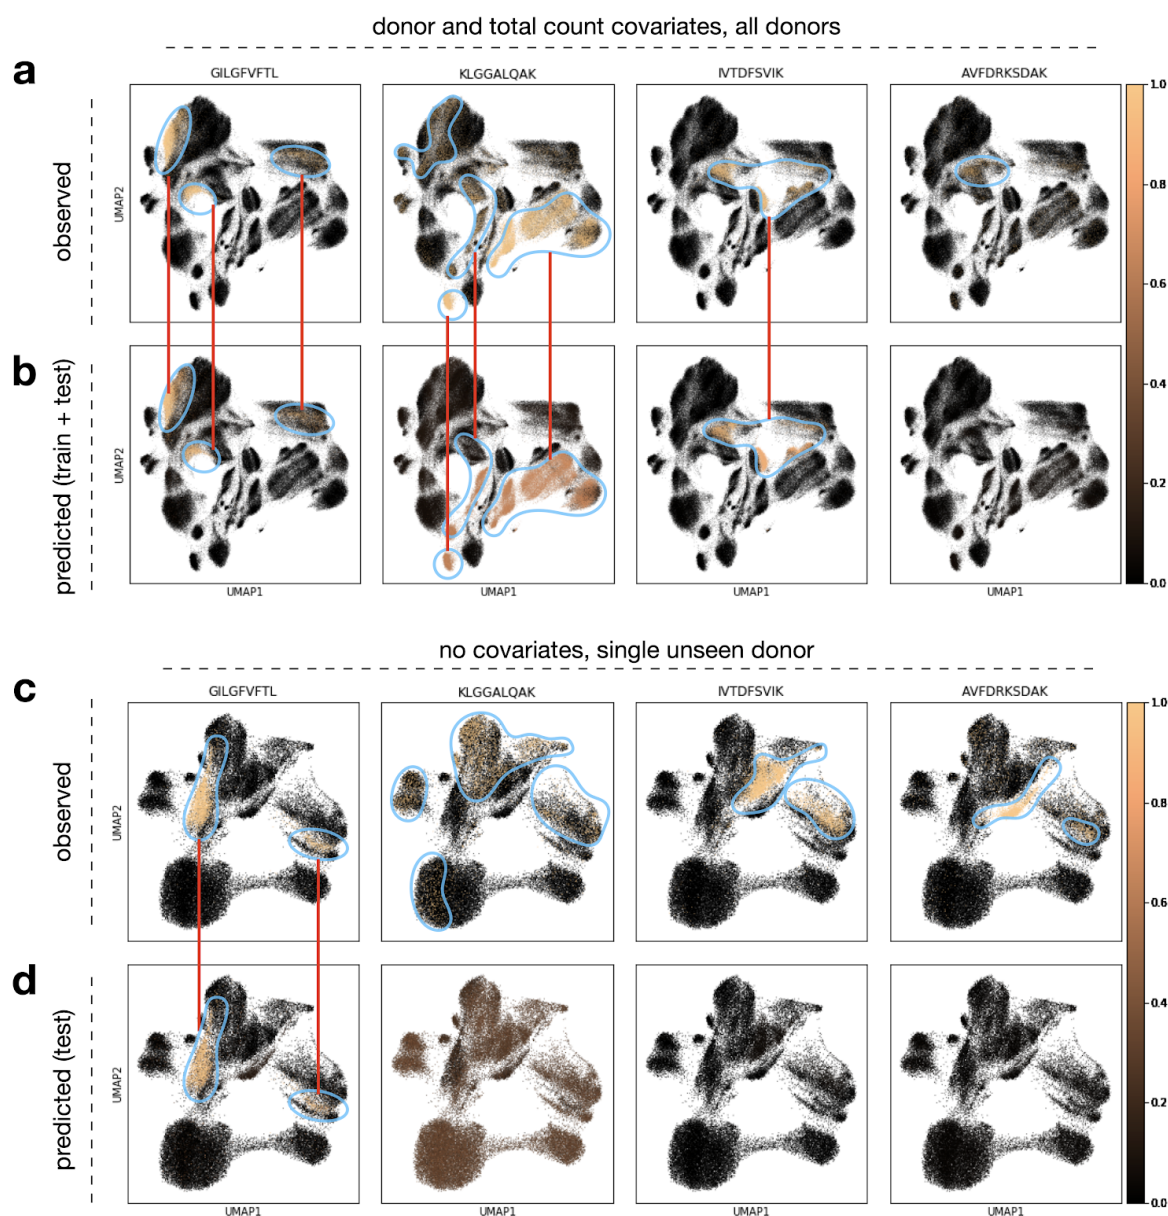 donor and total count covariates, all donors
a
GILGFVFTL
KLGGALQAK
IVTDFSVIK
AVFDRKSDAK
observed
UMAP2
1.0
0.8
0.6
0.4
0.2
0.0
b
predicted (train + test)
UMAP2
UMAP1
UMAP1
UMAP1
UMAP1
no covariates, single unseen donor
c
GILGFVFTL
KLGGALQAK
IVTDFSVIK
AVFDRKSDAK
observed
UMAP2
1.0
0.8
0.6
0.4
0.2
0.0
d
predicted (test)
UMAP2
UMAP1
UMAP1
UMAP1
UMAP1